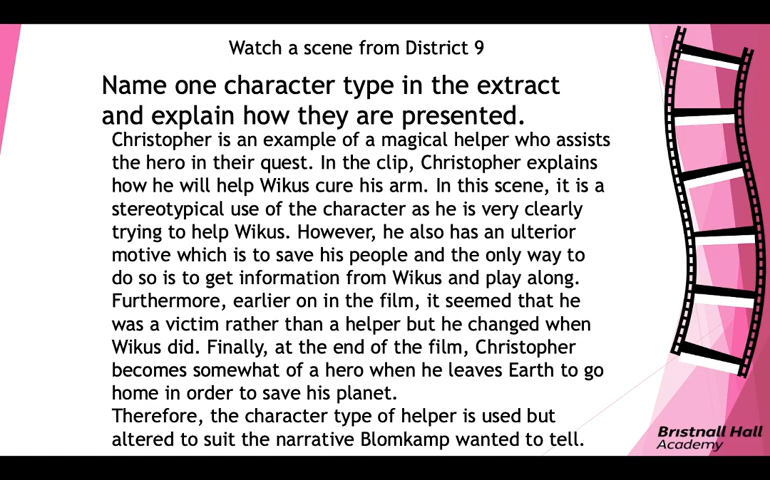 Watch a scene from District 9
Name one character type in the extract
and explain how they are presented.
Christopher is an example of a magical helper who assists
the hero in their quest. In the clip, Christopher explains
how he will help Wikus cure his arm. In this scene, it is a
stereotypical use of the character as he is very clearly
trying to help Wikus. However, he also has an ulterior
motive which is to save his people and the only way to
do so is to get information from Wikus and play along.
Furthermore, earlier on in the film, it seemed that he
was a victim rather than a helper but he changed when
Wikus did. Finally, at the end of the film, Christopher
becomes somewhat of a hero when he leaves Earth to go
home in order to save his planet.
Therefore, the character type of helper is used but
altered to suit the narrative Blomkamp wanted to tell.
Bristnall Hall
Academy